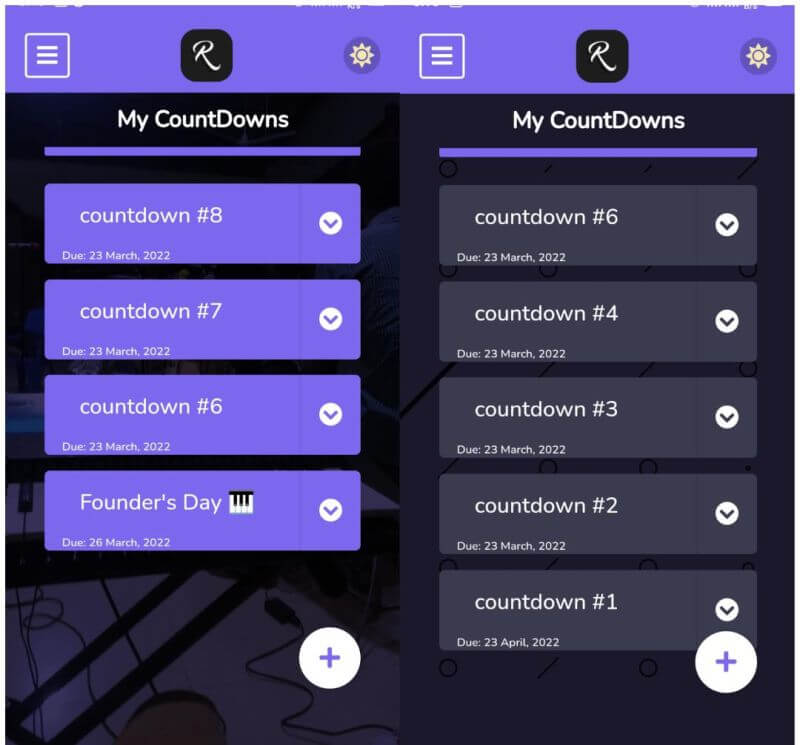 R
My CountDowns
countdown #8
Due: 23 March, 2022
countdown #7
Due: 23 March, 2022
countdown #6
Due: 23 March, 2022
Founder's Day 🎹
Due: 26 March, 2022
R
My CountDowns
countdown #6
Due: 23 March, 2022
countdown #4
Due: 23 March, 2022
countdown #3
Due: 23 March, 2022
countdown #2
Due: 23 March, 2022
countdown #1
Due: 23 April, 2022